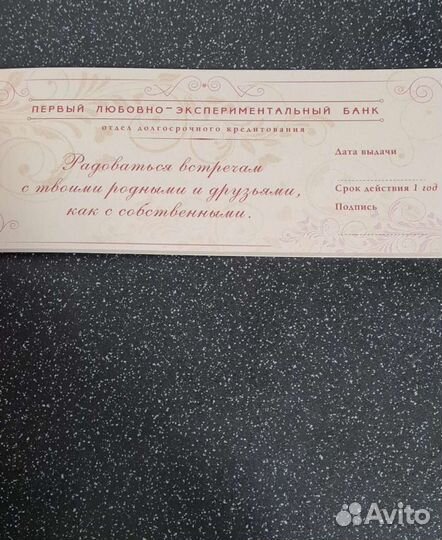 ПЕРВЫЙ ЛЮБОВНО-ЭКСПЕРИМЕНТАЛЬНЫЙ БАНК
отдел долгосрочного кредитования
Радоваться встречам
с твоими родными и друзьями,
как с собственными.
Дата выдачи
Срок действия 1 год
Подпись
Avito